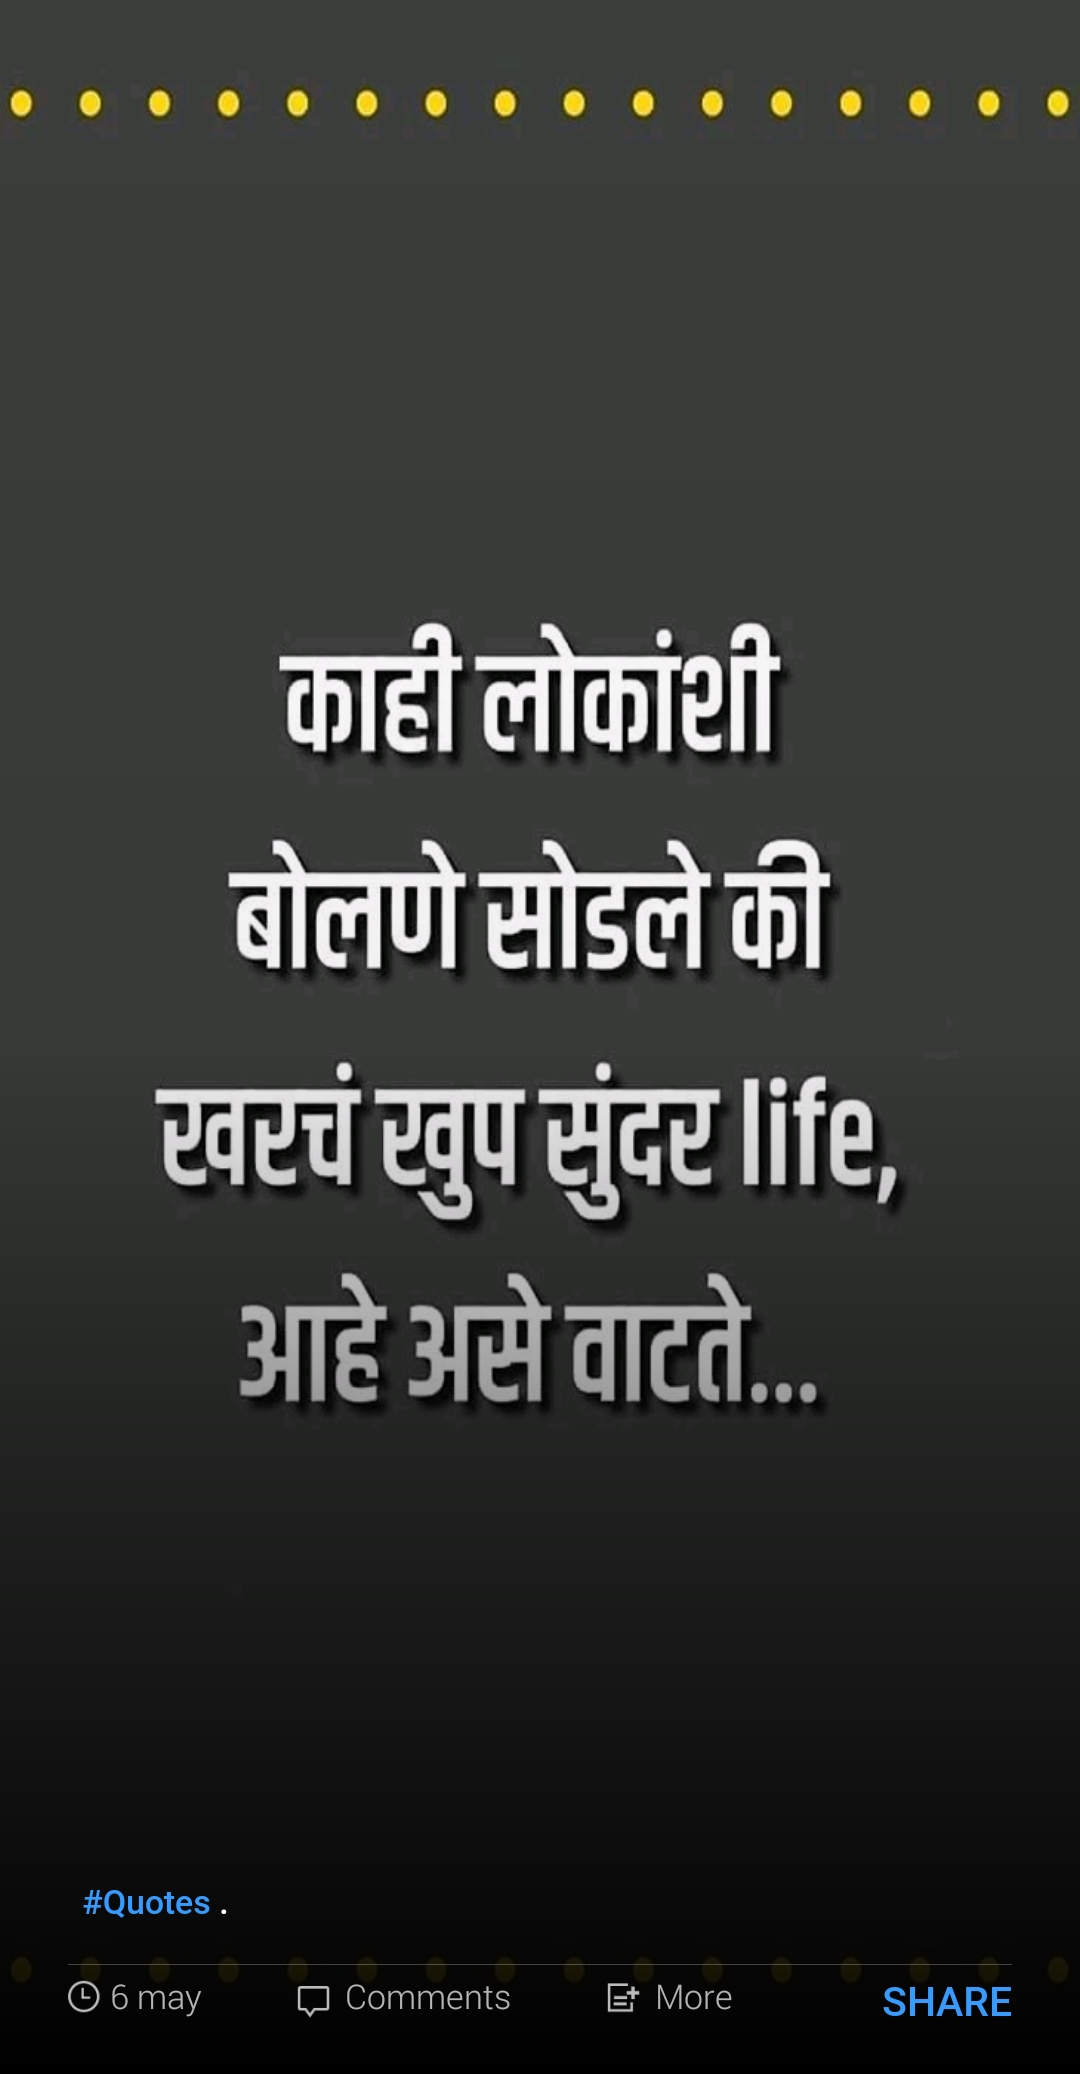 काही लोकांशी
बोलणे सोडले की
खरचं खुप सुंदर life,
आहे असे वाटते...
#Quotes .
6 may Comments More SHARE